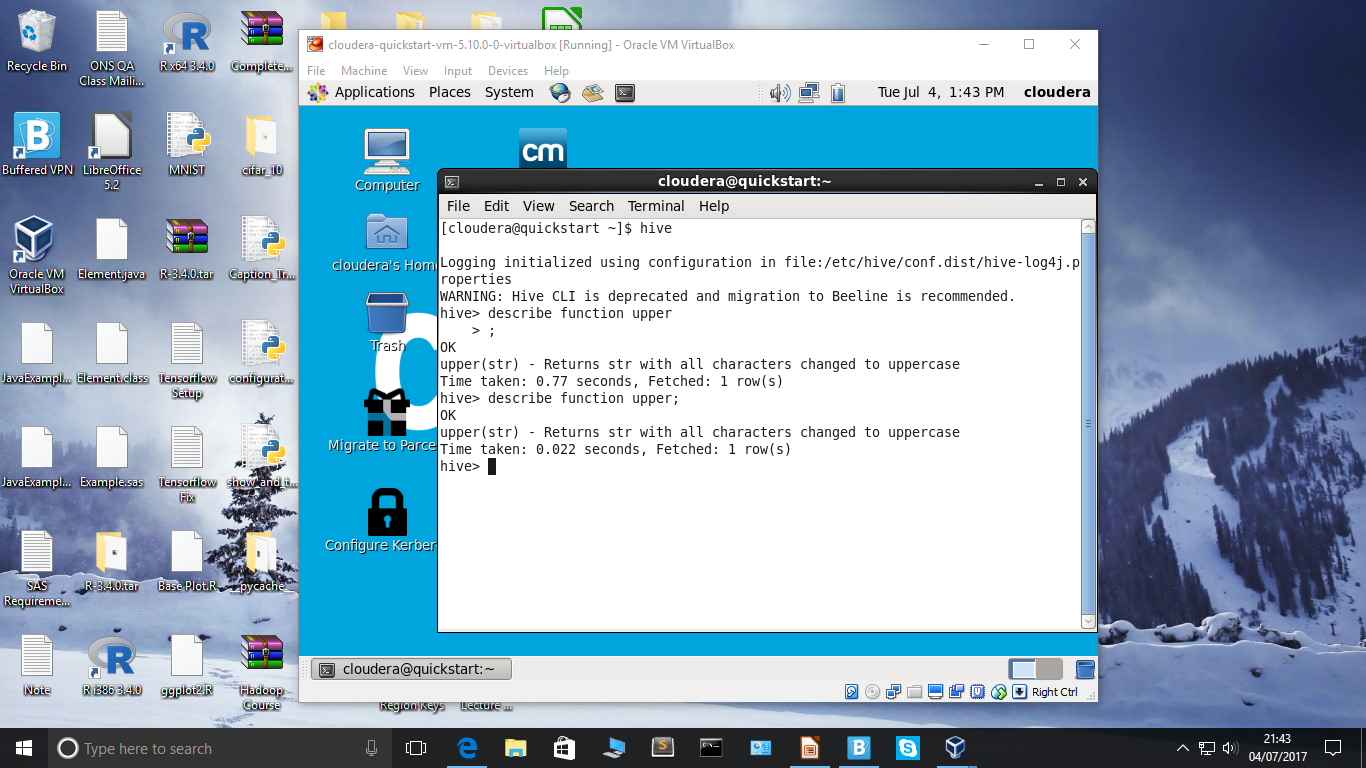 Recycle Bin
ONS QA
Class Maili...
R x64 3.4.0
Complete...
Buffered VPN
LibreOffice
5.2
MNIST
cifar_10
Oracle VM
VirtualBox
Element.java
R-3.4.0.tar
Caption_Tr...
JavaExampl...
Element.class
Tensorflow
Setup
configurat...
JavaExampl...
Example.sas
Tensorflow
Fix
show_and_t...
SAS
Requireme...
R-3.4.0.tar
Base Plot.R
pycache
Note
R i386 3.4.0
ggplot2.R
Hadoop
Course
cloudera-quickstart-vm-5.10.0-0-virtualbox [Running] - Oracle VM VirtualBox
File Machine View Input Devices Help
Applications Places System Tue Jul 4, 1:43 PM cloudera
Computer
cm
cloudera's Hom
Trash
Migrate to Parce
Configure Kerber
cloudera@quickstart:~
File Edit View Search Terminal Help
[cloudera@quickstart ~]$ hive
Logging initialized using configuration in file:/etc/hive/conf.dist/hive-log4j.p
roperties
WARNING: Hive CLI is deprecated and migration to Beeline is recommended.
hive> describe function upper
    > ;
OK
upper(str) - Returns str with all characters changed to uppercase
Time taken: 0.77 seconds, Fetched: 1 row(s)
hive> describe function upper;
OK
upper(str) - Returns str with all characters changed to uppercase
Time taken: 0.022 seconds, Fetched: 1 row(s)
hive>
cloudera@quickstart:~
Right Ctrl
Region Keys
Lecture ...
Type here to search
21:43
04/07/2017